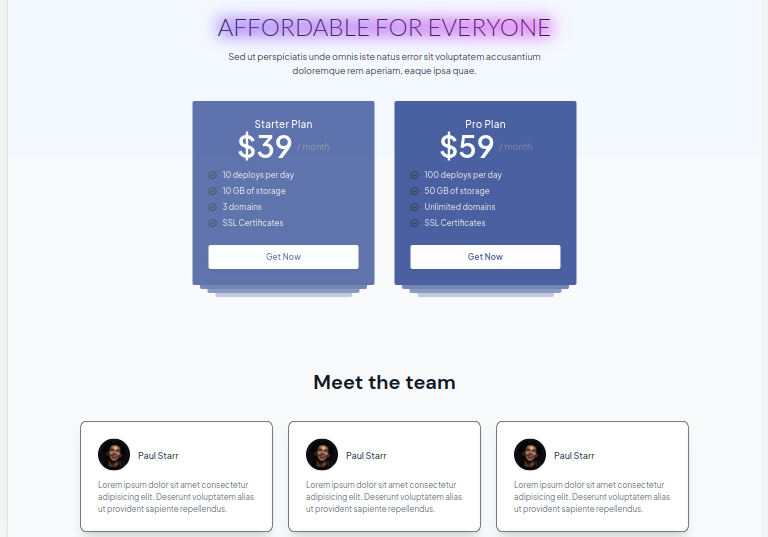 AFFORDABLE FOR EVERYONE
Sed ut perspiciatis unde omnis iste natus error sit voluptatem accusantium
doloremque rem aperiam, eaque ipsa quae.
Starter Plan
$39 / month
10 deploys per day
10 GB of storage
3 domains
SSL Certificates
Get Now
Pro Plan
$59 / month
100 deploys per day
50 GB of storage
Unlimited domains
SSL Certificates
Get Now
Meet the team
Paul Starr
Lorem ipsum dolor sit amet consectetur
adipisicing elit. Deserunt voluptatem alias
ut provident sapiente repellendus.
Paul Starr
Lorem ipsum dolor sit amet consectetur
adipisicing elit. Deserunt voluptatem alias
ut provident sapiente repellendus.
Paul Starr
Lorem ipsum dolor sit amet consectetur
adipisicing elit. Deserunt voluptatem alias
ut provident sapiente repellendus.